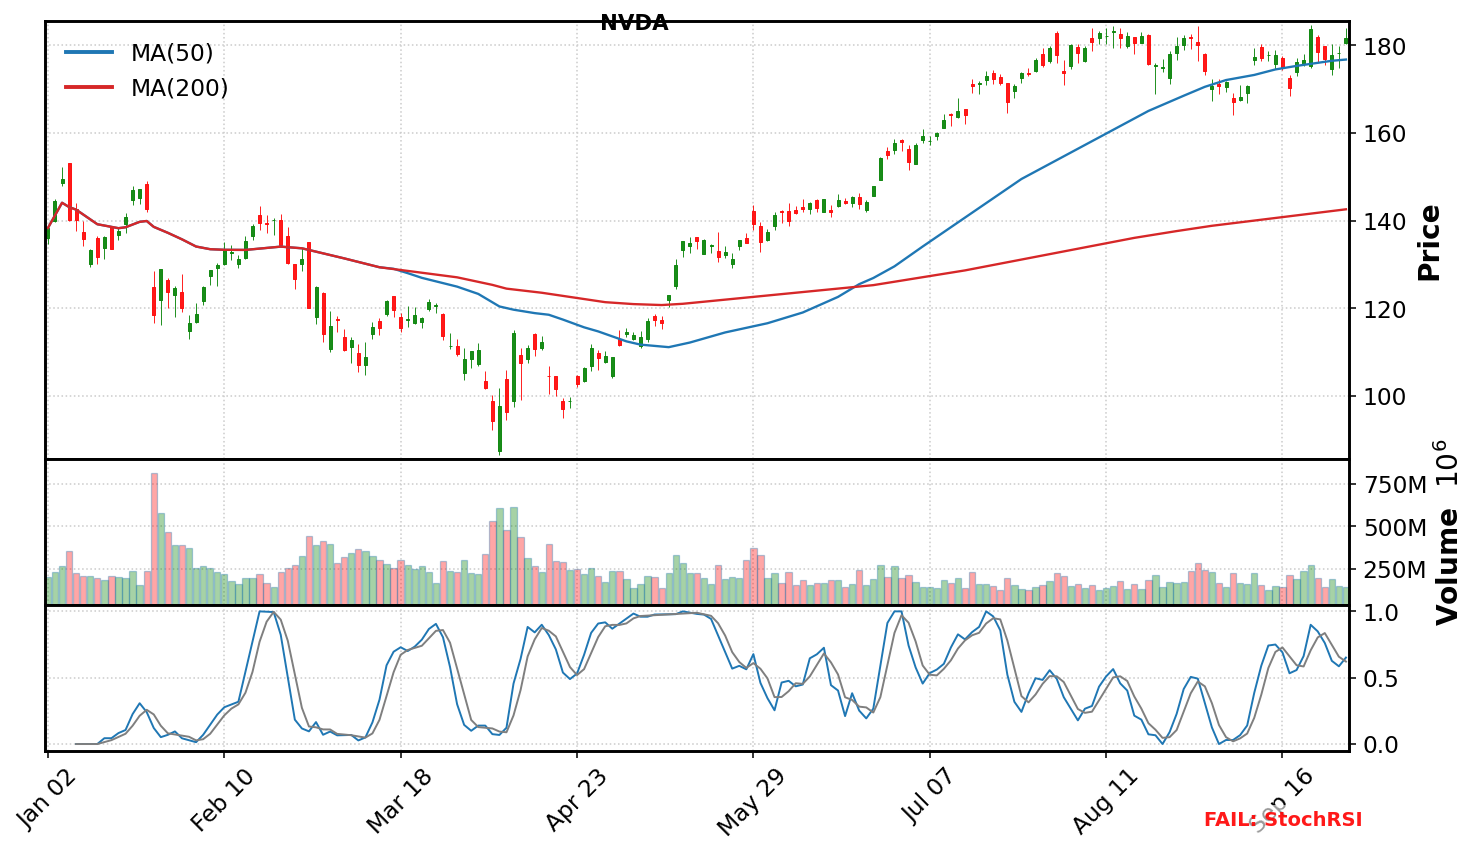 NVDA
MA(50)
MA(200)
180
160
140
120
100
Price
750M
500M
250M
Volume 10^6
1.0
0.5
0.0
Jan 02
Feb 10
Mar 18
Apr 23
May 29
Jul 07
Aug 11
Sep 16
FAIL: StochRSI